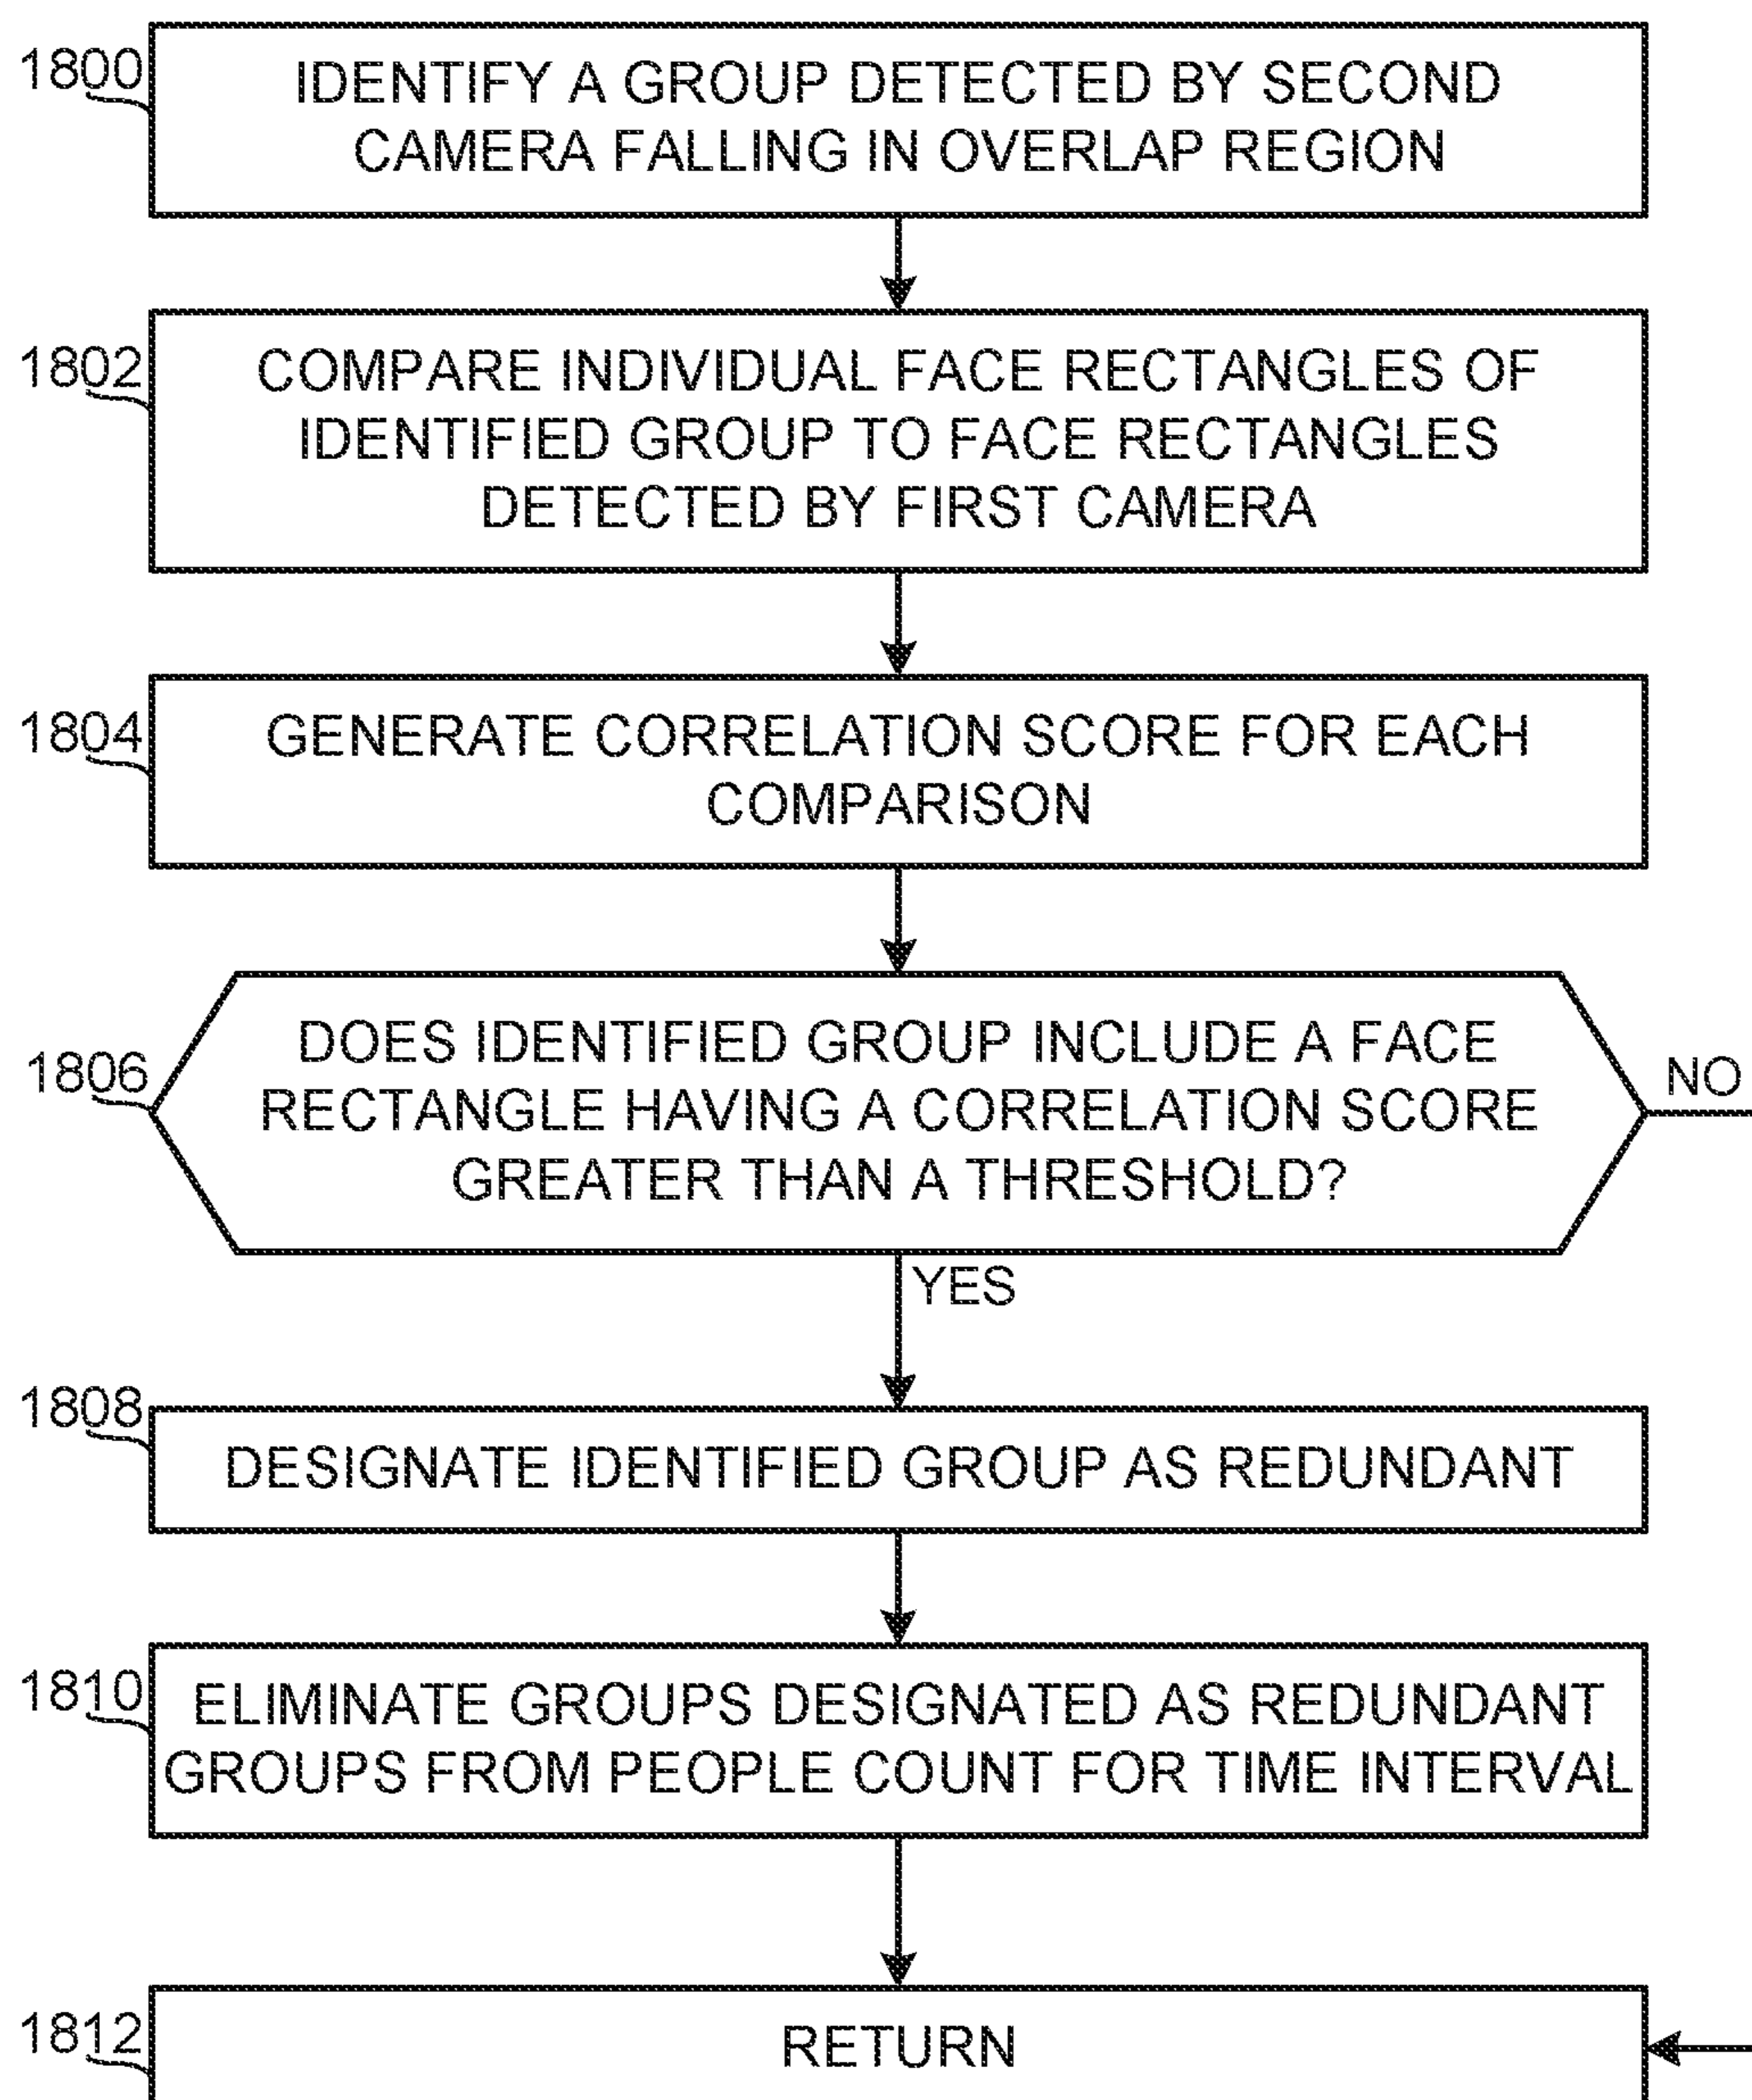 1800
IDENTIFY A GROUP DETECTED BY SECOND
CAMERA FALLING IN OVERLAP REGION
1802
COMPARE INDIVIDUAL FACE RECTANGLES OF
IDENTIFIED GROUP TO FACE RECTANGLES
DETECTED BY FIRST CAMERA
1804
GENERATE CORRELATION SCORE FOR EACH
COMPARISON
1806
DOES IDENTIFIED GROUP INCLUDE A FACE
RECTANGLE HAVING A CORRELATION SCORE
GREATER THAN A THRESHOLD?
NO
YES
1808
DESIGNATE IDENTIFIED GROUP AS REDUNDANT
1810
ELIMINATE GROUPS DESIGNATED AS REDUNDANT
GROUPS FROM PEOPLE COUNT FOR TIME INTERVAL
1812
RETURN